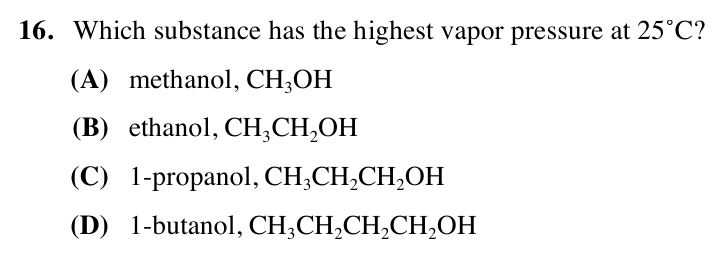 16. Which substance has the highest vapor pressure at 25˚C?
(A) methanol, CH₃OH
(B) ethanol, CH₃CH₂OH
(C) 1-propanol, CH₃CH₂CH₂OH
(D) 1-butanol, CH₃CH₂CH₂CH₂OH